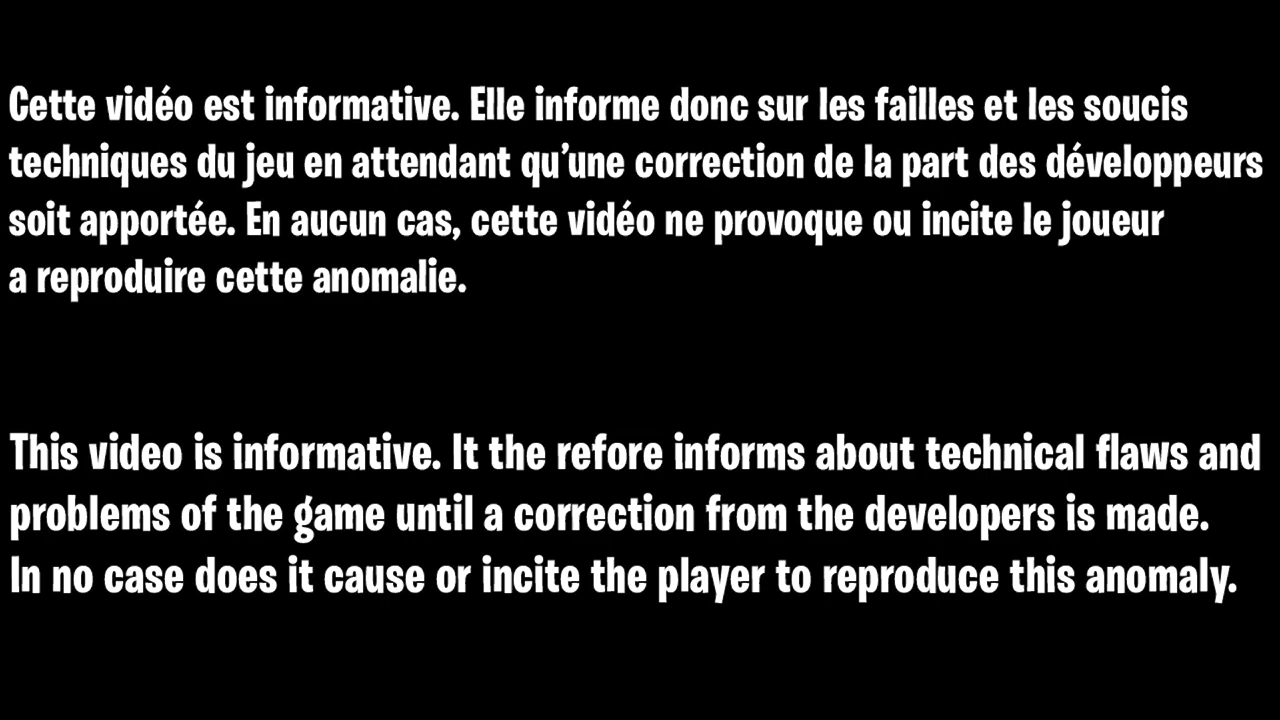 Cette vidéo est informative. Elle informe donc sur les failles et les soucis
techniques du jeu en attendant qu’une correction de la part des développeurs
soit apportée. En aucun cas, cette vidéo ne provoque ou incite le joueur
a reproduire cette anomalie.
This video is informative. It the refore informs about technical flaws and
problems of the game until a correction from the developers is made.
In no case does it cause or incite the player to reproduce this anomaly.